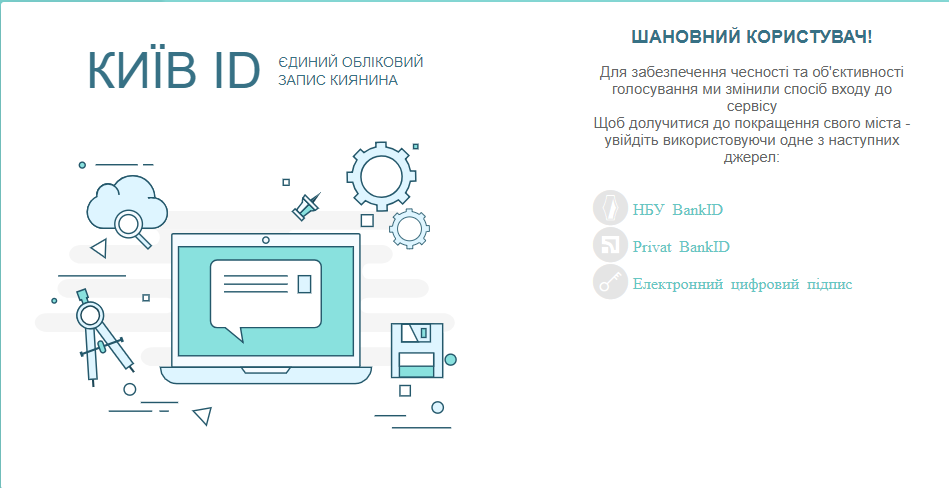 КИЇВ ID
ЄДИНИЙ ОБЛІКОВИЙ
ЗАПИС КИЯНИНА
ШАНОВНИЙ КОРИСТУВАЧ!
Для забезпечення чесності та об'єктивності
голосування ми змінили спосіб входу до
сервісу
Щоб долучитися до покращення свого міста -
увійдіть використовуючи одне з наступних
джерел:
НБУ BankID
Privat BankID
Електронний цифровий підпис